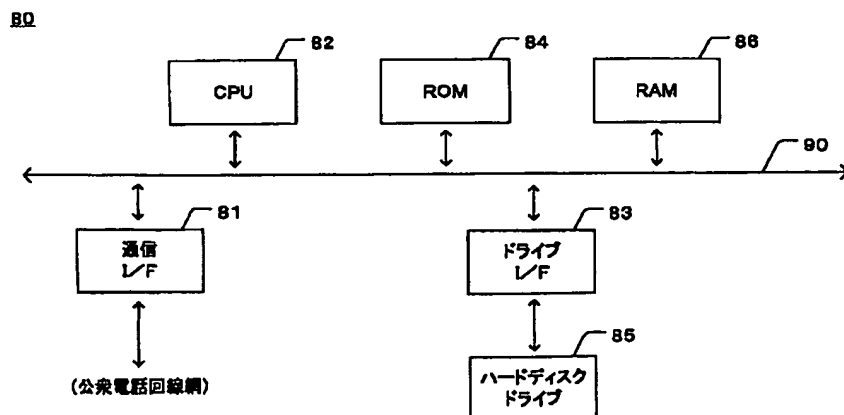 80
82
84
86
CPU
ROM
RAM
90
81
83
通信
I/F
ドライブ
I/F
85
(公衆電話回線網)
ハードディスク
ドライブ